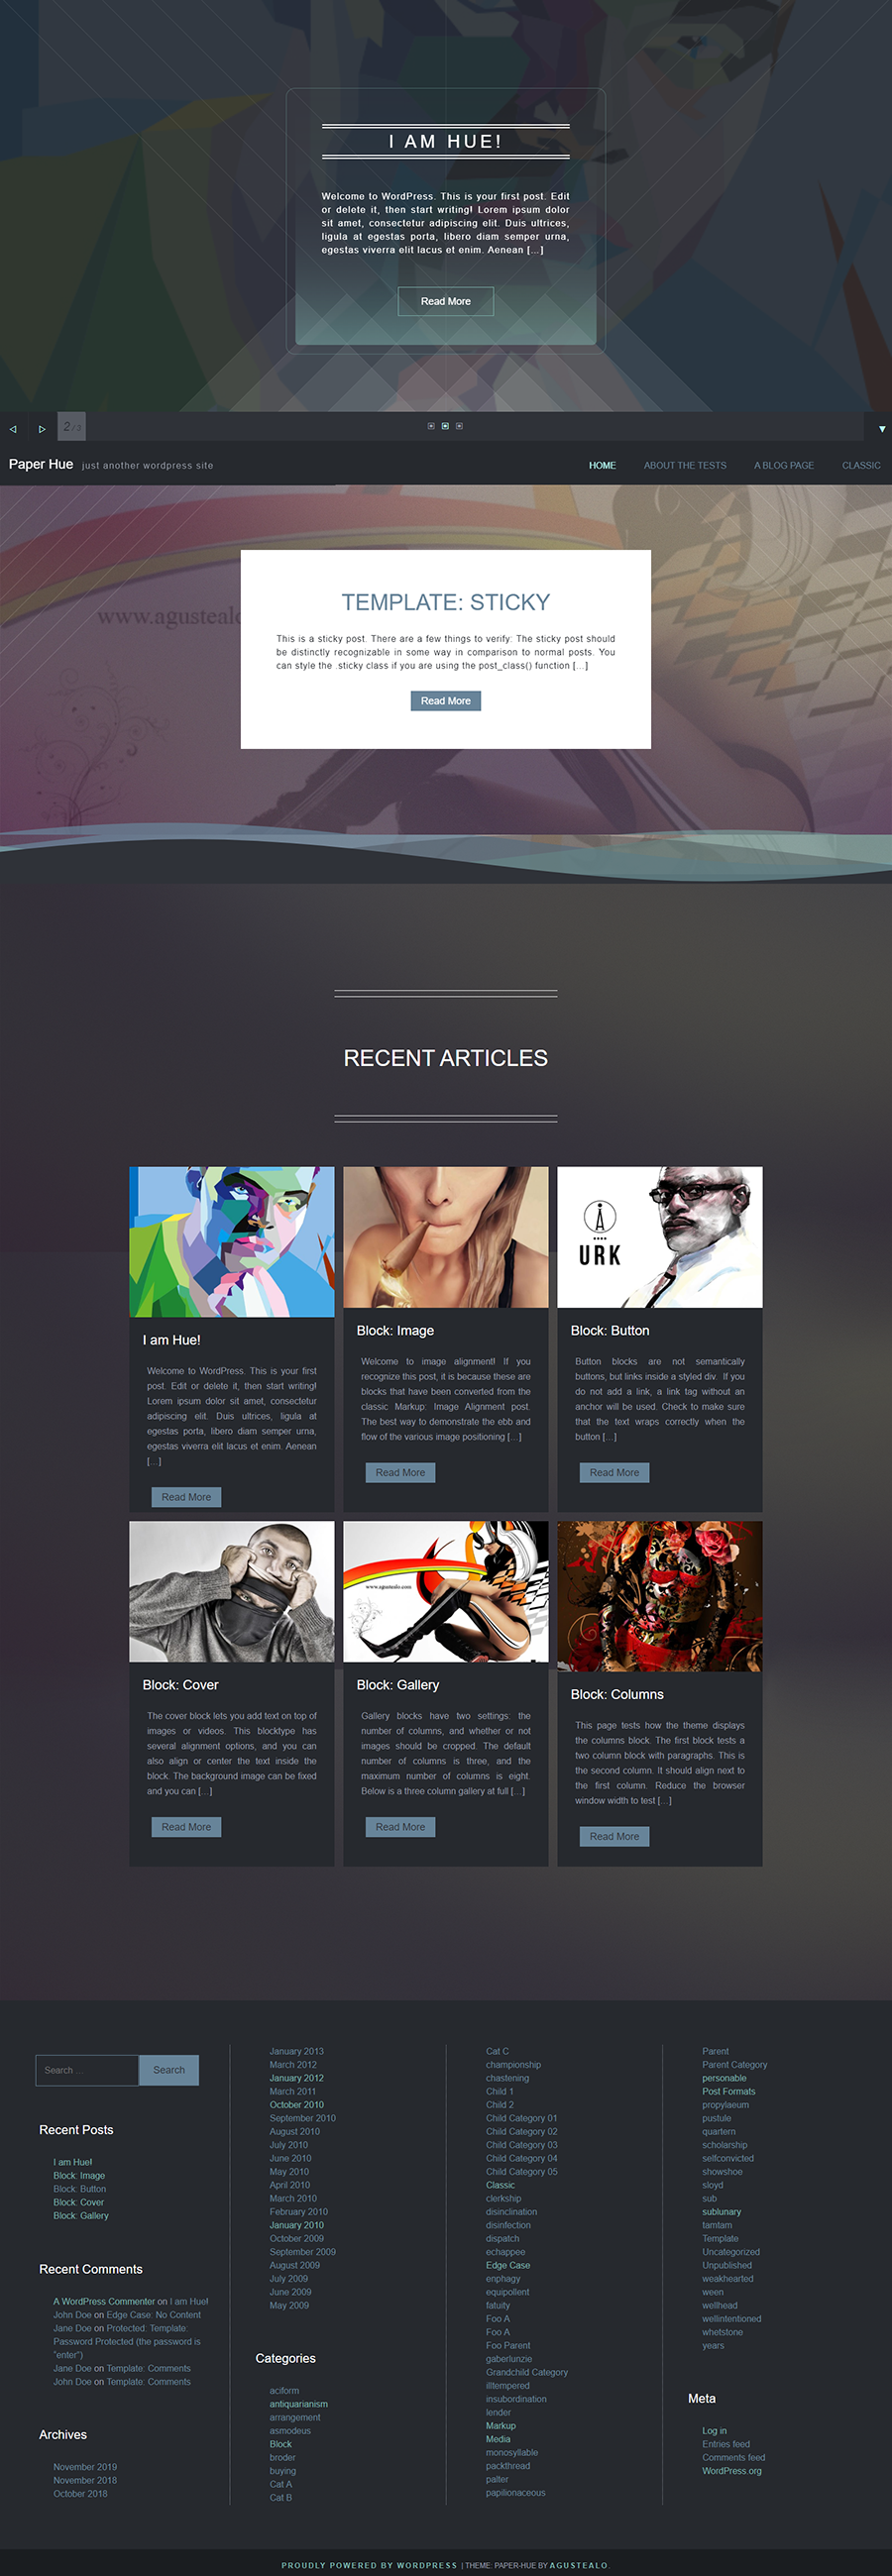 I AM HUE!
Welcome to WordPress. This is your first post. Edit
or delete it, then start writing! Lorem ipsum dolor
sit amet, consectetur adipiscing elit. Duis ultrices,
ligula at egestas porta, libero diam semper urna,
egestas viverra elit lacus et enim. Aenean [...]
Read More
2 / 3
Paper Hue just another wordpress site
HOME ABOUT THE TESTS A BLOG PAGE CLASSIC
www.agustealo
TEMPLATE: STICKY
This is a sticky post. There are a few things to verify: The sticky post should
be distinctly recognizable in some way in comparison to normal posts. You
can style the .sticky class if you are using the post_class() function [...]
Read More
RECENT ARTICLES
URK
I am Hue!
Welcome to WordPress. This is your first
post. Edit or delete it, then start writing!
Lorem ipsum dolor sit amet, consectetur
adipiscing elit. Duis ultrices, ligula at
egestas porta, libero diam semper urna,
egestas viverra elit lacus et enim. Aenean
[...]
Read More
Block: Image
Welcome to image alignment! If you
recognize this post, it is because these are
blocks that have been converted from the
classic Markup: Image Alignment post.
The best way to demonstrate the ebb and
flow of the various image positioning [...]
Read More
Block: Button
Button blocks are not semantically
buttons, but links inside a styled div. If you
do not add a link, a link tag without an
anchor will be used. Check to make sure
that the text wraps correctly when the
button [...]
Read More
www.agustealo.com
Block: Cover
The cover block lets you add text on top of
images or videos. This blocktype has
several alignment options, and you can
also align or center the text inside the
block. The background image can be fixed
and you can [...]
Read More
Block: Gallery
Gallery blocks have two settings: the
number of columns, and whether or not
images should be cropped. The default
number of columns is three, and the
maximum number of columns is eight.
Below is a three column gallery at full [...]
Read More
Block: Columns
This page tests how the theme displays
the columns block. The first block tests a
two column block with paragraphs. This is
the second column. It should align next to
the first column. Reduce the browser
window width to test [...]
Read More
Search ...
Search
Recent Posts
I am Hue!
Block: Image
Block: Button
Block: Cover
Block: Gallery
Recent Comments
A WordPress Commenter on I am Hue!
John Doe on Edge Case: No Content
Jane Doe on Protected: Template:
Password Protected (the password is
"enter")
Jane Doe on Template: Comments
John Doe on Template: Comments
Archives
November 2019
November 2018
October 2018
January 2013
March 2012
January 2012
March 2011
October 2010
September 2010
August 2010
July 2010
June 2010
May 2010
April 2010
March 2010
February 2010
January 2010
October 2009
September 2009
August 2009
July 2009
June 2009
May 2009
Categories
aciform
antiquarianism
arrangement
asmodeus
Block
broder
buying
Cat A
Cat B
Cat C
championship
chastening
Child 1
Child 2
Child Category 01
Child Category 02
Child Category 03
Child Category 04
Child Category 05
Classic
clerkship
disinclination
disinfection
dispatch
echappee
Edge Case
enphagy
equipollent
fatuity
Foo A
Foo A
Foo Parent
gaberlunzie
Grandchild Category
illtempered
insubordination
lender
Markup
Media
monosyllable
packthread
palter
papilionaceous
Parent
Parent Category
personable
Post Formats
propylaeum
pustule
quartern
scholarship
selfconvicted
showshoe
sloyd
sub
sublunary
tamtam
Template
Uncategorized
Unpublished
weakhearted
ween
wellhead
wellintentioned
whetstone
years
Meta
Log in
Entries feed
Comments feed
WordPress.org
PROUDLY POWERED BY WORDPRESS | THEME: PAPER-HUE BY AGUSTEALO.